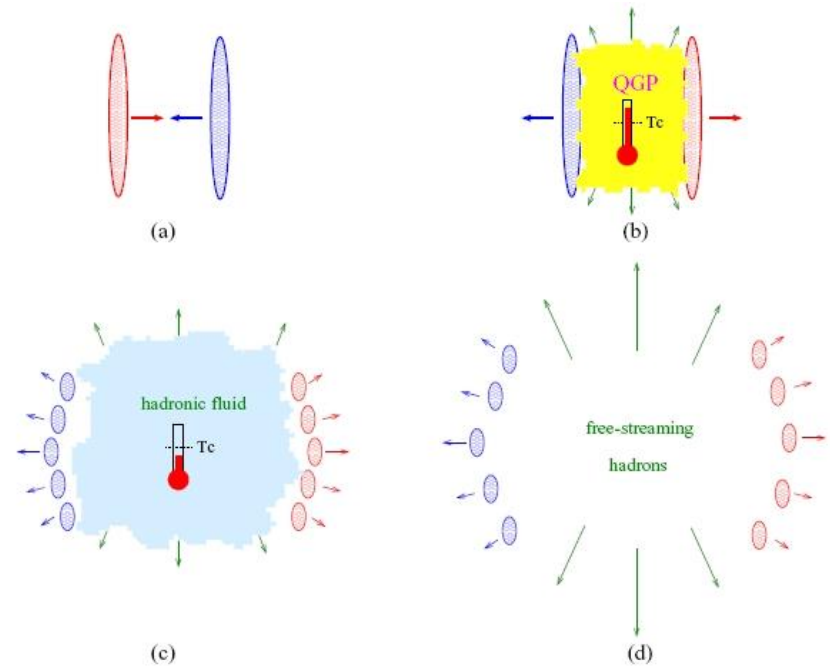 (a)
QGP
Tc
(b)
hadronic fluid
Tc
(c)
free-streaming
hadrons
(d)